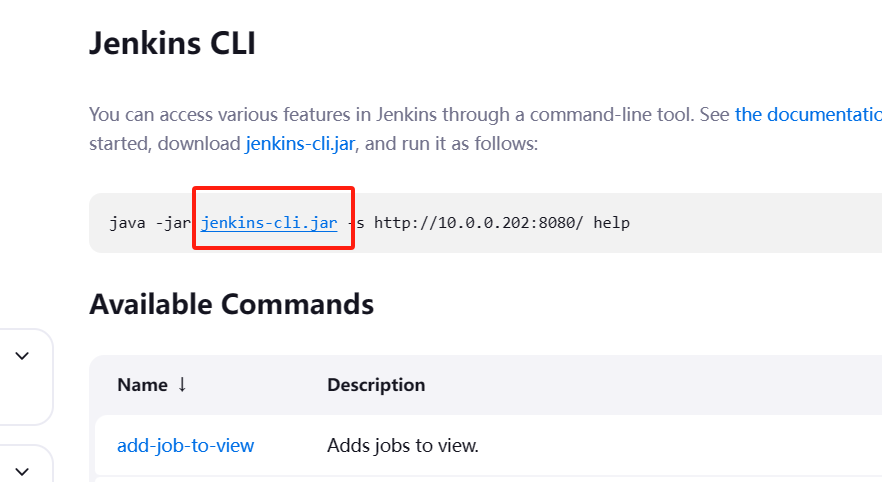 Jenkins CLI
You can access various features in Jenkins through a command-line tool. See the
started, download jenkins-cli.jar, and run it as follows:
java -jar jenkins-cli.jar -s http://10.0.0.202:8080/ help
Available Commands
Name ↓ Description
add-job-to-view Adds jobs to view.